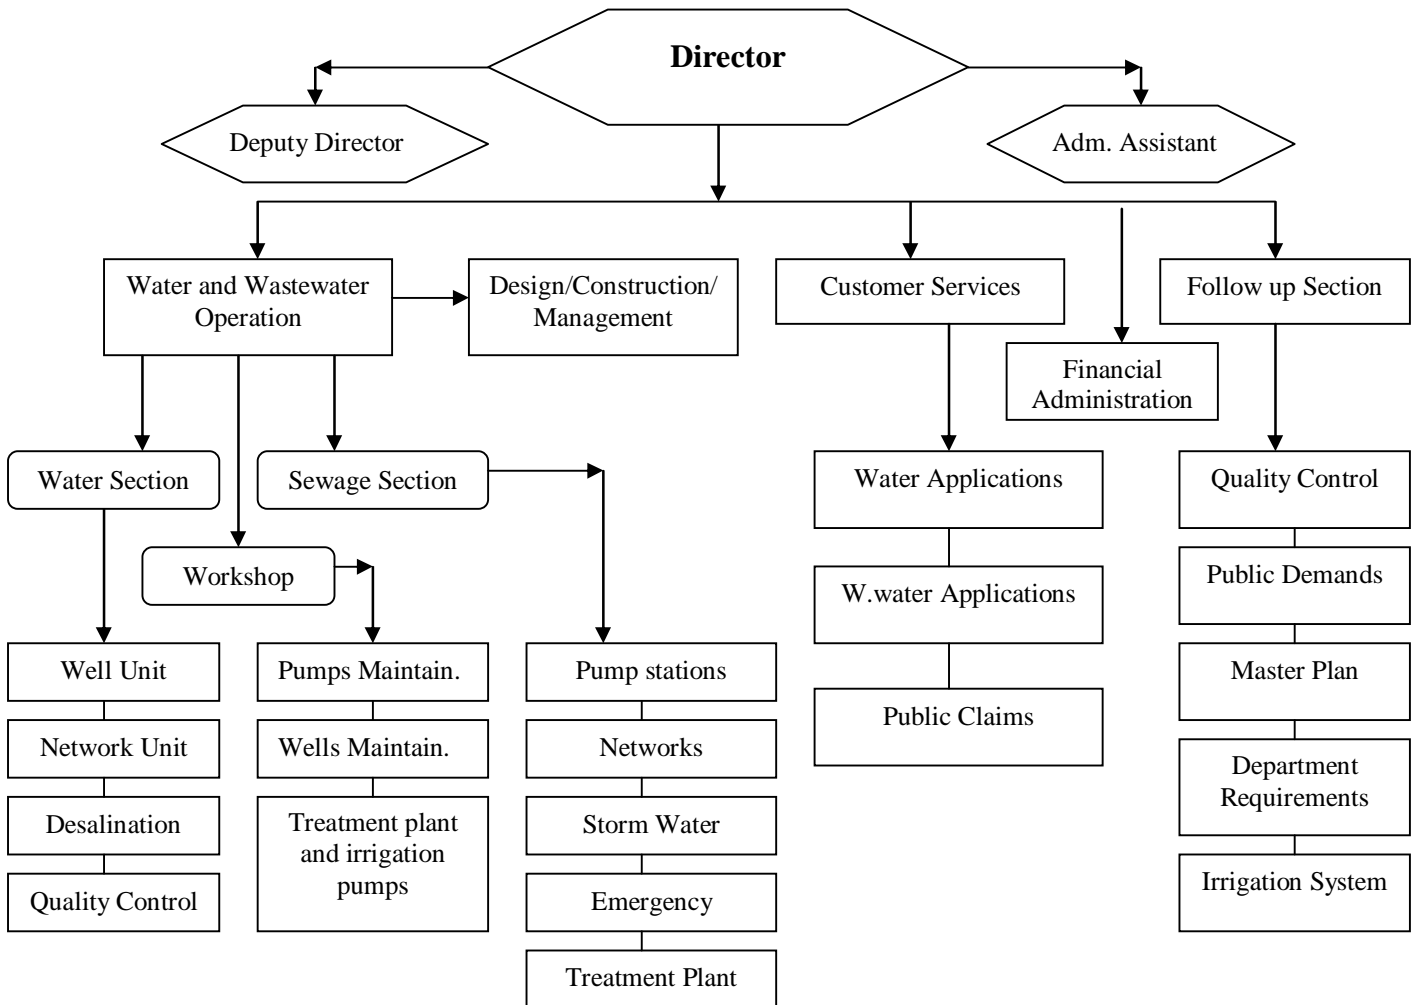 Director
Deputy Director
Adm. Assistant
Water and Wastewater
Operation
Design/Construction/
Management
Customer Services
Follow up Section
Financial
Administration
Water Section
Sewage Section
Workshop
Water Applications
W.water Applications
Public Claims
Quality Control
Public Demands
Master Plan
Department
Requirements
Irrigation System
Well Unit
Network Unit
Desalination
Quality Control
Pumps Maintain.
Wells Maintain.
Treatment plant
and irrigation
pumps
Pump stations
Networks
Storm Water
Emergency
Treatment Plant